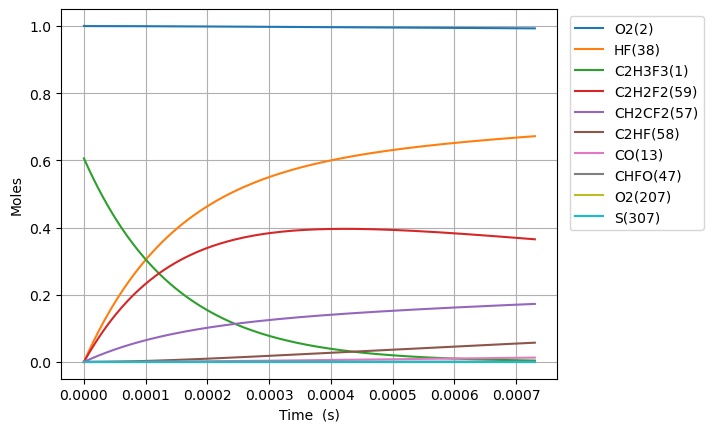 1.0
0.8
0.6
0.4
0.2
0.0
Moles
0.0000 0.0001 0.0002 0.0003 0.0004 0.0005 0.0006 0.0007
Time (s)
O2(2)
HF(38)
C2H3F3(1)
C2H2F2(59)
CH2CF2(57)
C2HF(58)
CO(13)
CHFO(47)
O2(207)
S(307)